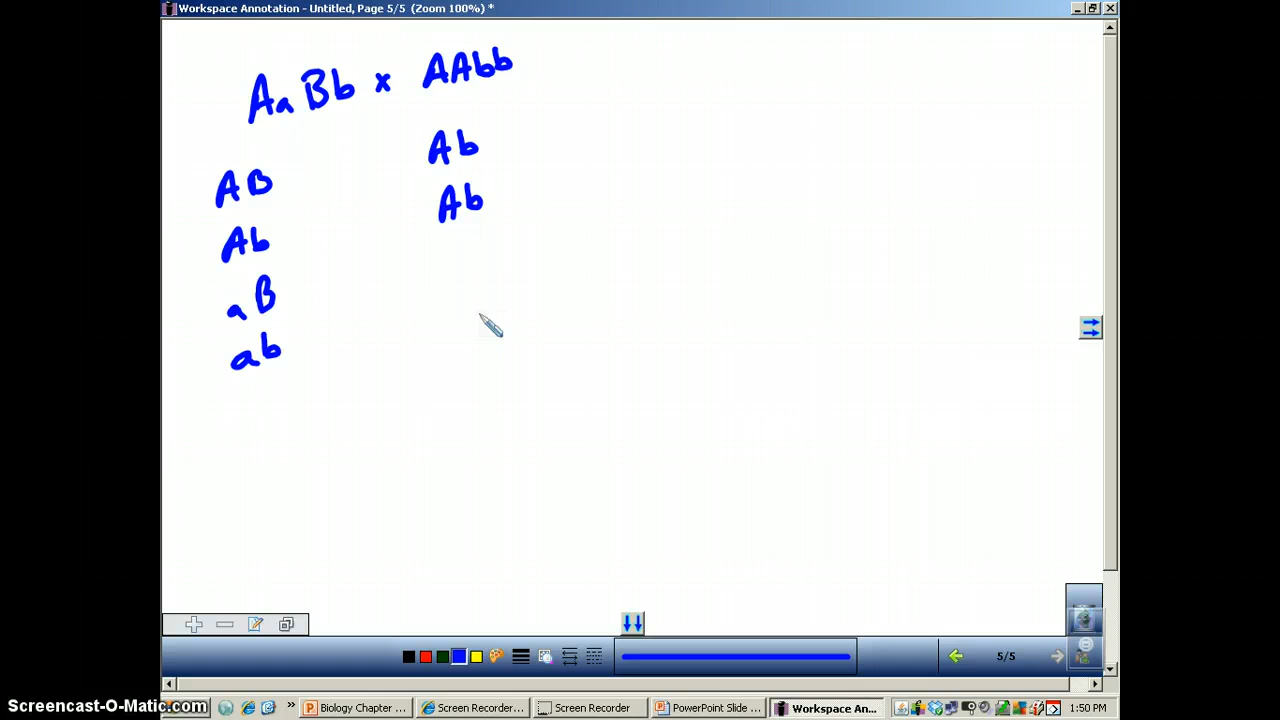 Workspace Annotation - Untitled, Page 5/5 (Zoom 100%) *
AaBb x AAbb
Ab
AB
Ab
Ab
aB
ab
5/5
Screencast-O-Matic.com
»
Biology Chapter ...
Screen Recorder...
Screen Recorder
PowerPoint Slide ...
Workspace Ann...
1:50 PM